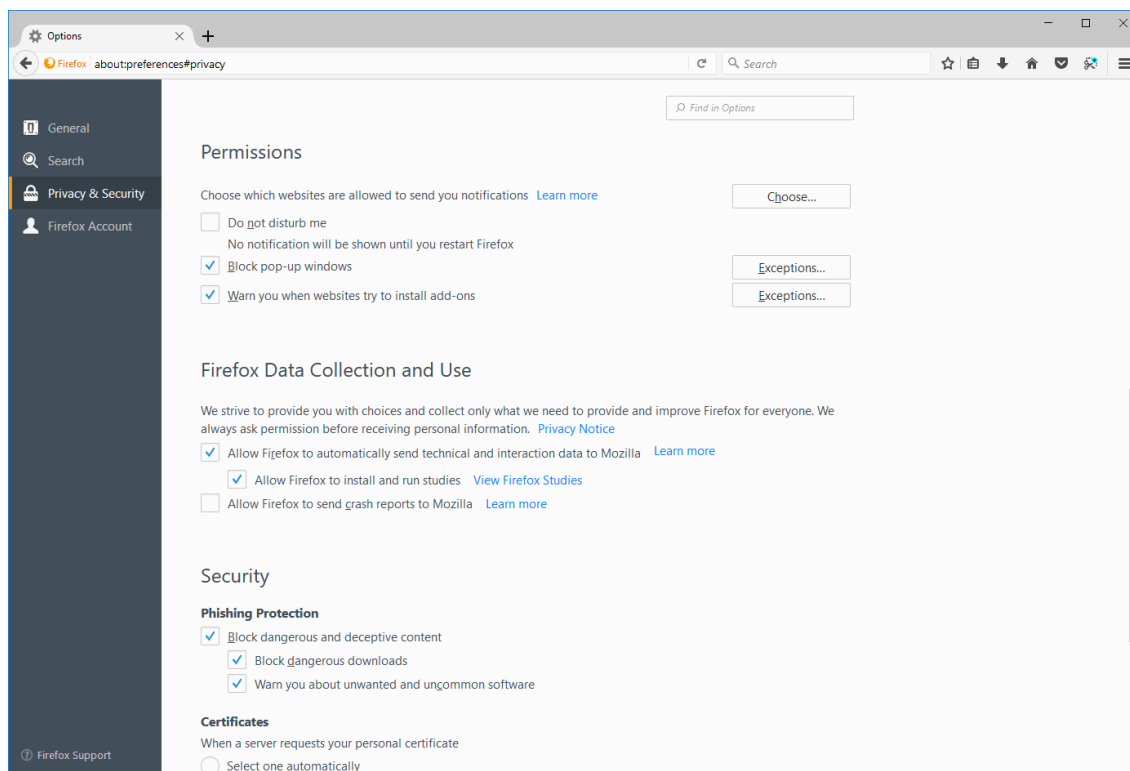 Options
Firefox about:preferences#privacy
Search
Find in Options
General
Search
Privacy & Security
Firefox Account
Permissions
Choose which websites are allowed to send you notifications Learn more
Choose...
Do not disturb me
No notification will be shown until you restart Firefox
Block pop-up windows
Exceptions...
Warn you when websites try to install add-ons
Exceptions...
Firefox Data Collection and Use
We strive to provide you with choices and collect only what we need to provide and improve Firefox for everyone. We
always ask permission before receiving personal information. Privacy Notice
Allow Firefox to automatically send technical and interaction data to Mozilla Learn more
Allow Firefox to install and run studies View Firefox Studies
Allow Firefox to send crash reports to Mozilla Learn more
Security
Phishing Protection
Block dangerous and deceptive content
Block dangerous downloads
Warn you about unwanted and uncommon software
Certificates
When a server requests your personal certificate
Select one automatically
Firefox Support